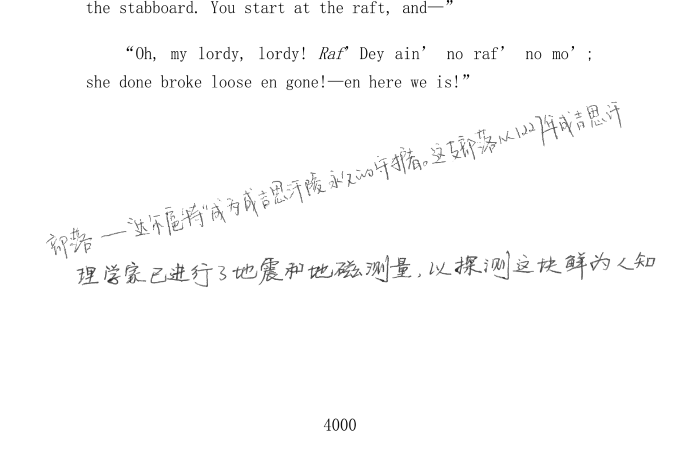 the stabboard. You start at the raft, and—”
“Oh, my lordy, lordy! Raf’ Dey ain’ no raf’ no mo’;
she done broke loose en gone!—en here we is!”
部落——达尔扈特“成为成吉思汗陵永久的守护者。这支部落从1227年成吉思汗
理学家已进行了地震和地磁测量，以探测这块鲜为人知
4000